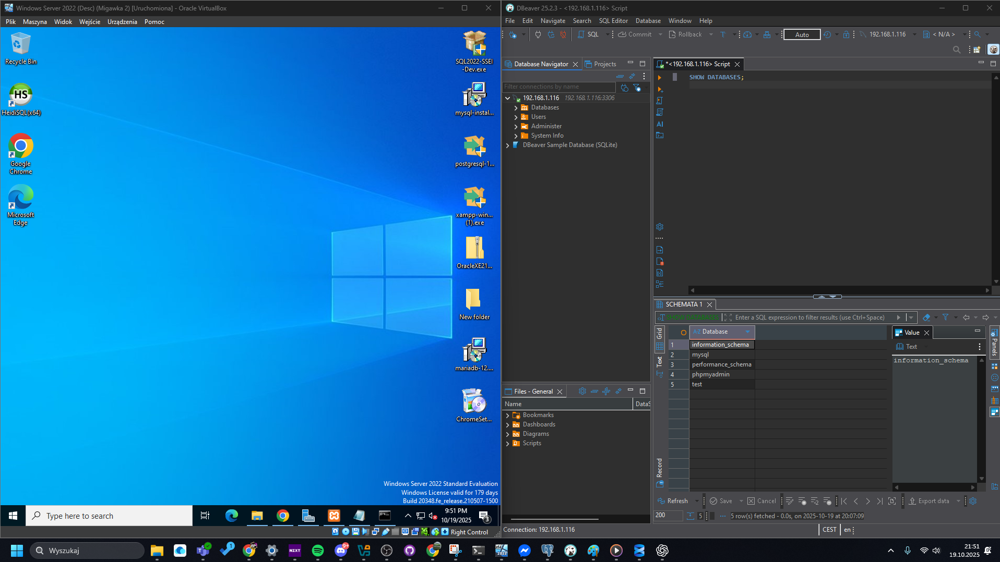 Windows Server 2022 (Desc) (Migawka 2) [Uruchomiona] - Oracle VirtualBox
Plik Maszyna Widok Wejście Urządzenia Pomoc
Recycle Bin
HS
HeidiSQL(x64)
Google
Chrome
Microsoft
Edge
SQL2022-SSEI
-Dev.exe
mysql-instal...
postgresql-1...
xampp-win...
(1).exe
OracleXE21...
New folder
mariadb-12....
ChromeSet...
Windows Server 2022 Standard Evaluation
Windows License valid for 179 days
Build 20348.fe_release.210507-1500
Type here to search
9:51 PM
10/19/2025
3
Right Control
DBeaver 25.2.3 - <192.168.1.116> Script
File Edit Navigate Search SQL Editor Database Window Help
SQL Commit Rollback T Auto 192.168.1.116 < N/A >
Database Navigator Projects
Filter connections by name
192.168.1.116 192.168.1.116:3306
Databases
Users
Administer
System Info
DBeaver Sample Database (SQLite)
Files - General
Name DataS
Bookmarks
Dashboards
Diagrams
Scripts
*<192.168.1.116> Script
SHOW DATABASES;
AI
SCHEMATA 1
SHOW DATABASES Enter a SQL expression to filter results (use Ctrl+Space)
Grid
Text
Record
A-Z Database
1 information_schema
2 mysql
3 performance_schema
4 phpmyadmin
5 test
Value
Text
information_schema
Panels
Refresh Save Cancel Export data
200 5 5 row(s) fetched - 0.0s, on 2025-10-19 at 20:07:09
Connection: 192.168.1.116
CEST en
Wyszukaj
1
RP
NZXT
9+
x64
2022
21:51
19.10.2025